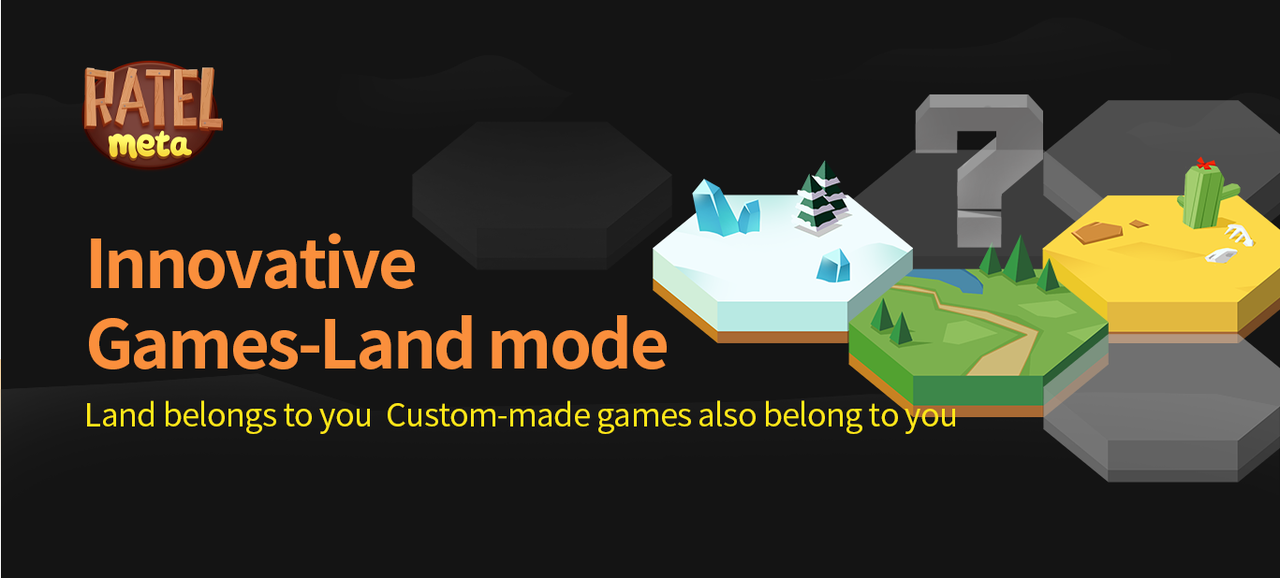 RATEL
meta
Innovative
Games-Land mode
Land belongs to you  Custom-made games also belong to you
?